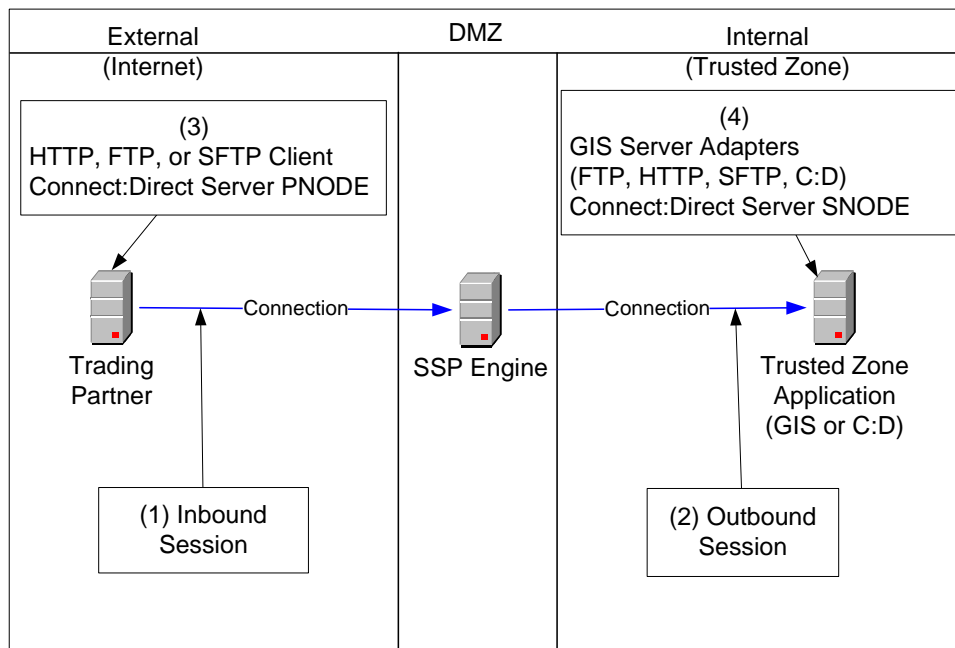 External
(Internet)
DMZ
Internal
(Trusted Zone)
(3)
HTTP, FTP, or SFTP Client
Connect:Direct Server PNODE
(4)
GIS Server Adapters
(FTP, HTTP, SFTP, C:D)
Connect:Direct Server SNODE
Connection
Connection
Trading
Partner
SSP Engine
Trusted Zone
Application
(GIS or C:D)
(1) Inbound
Session
(2) Outbound
Session